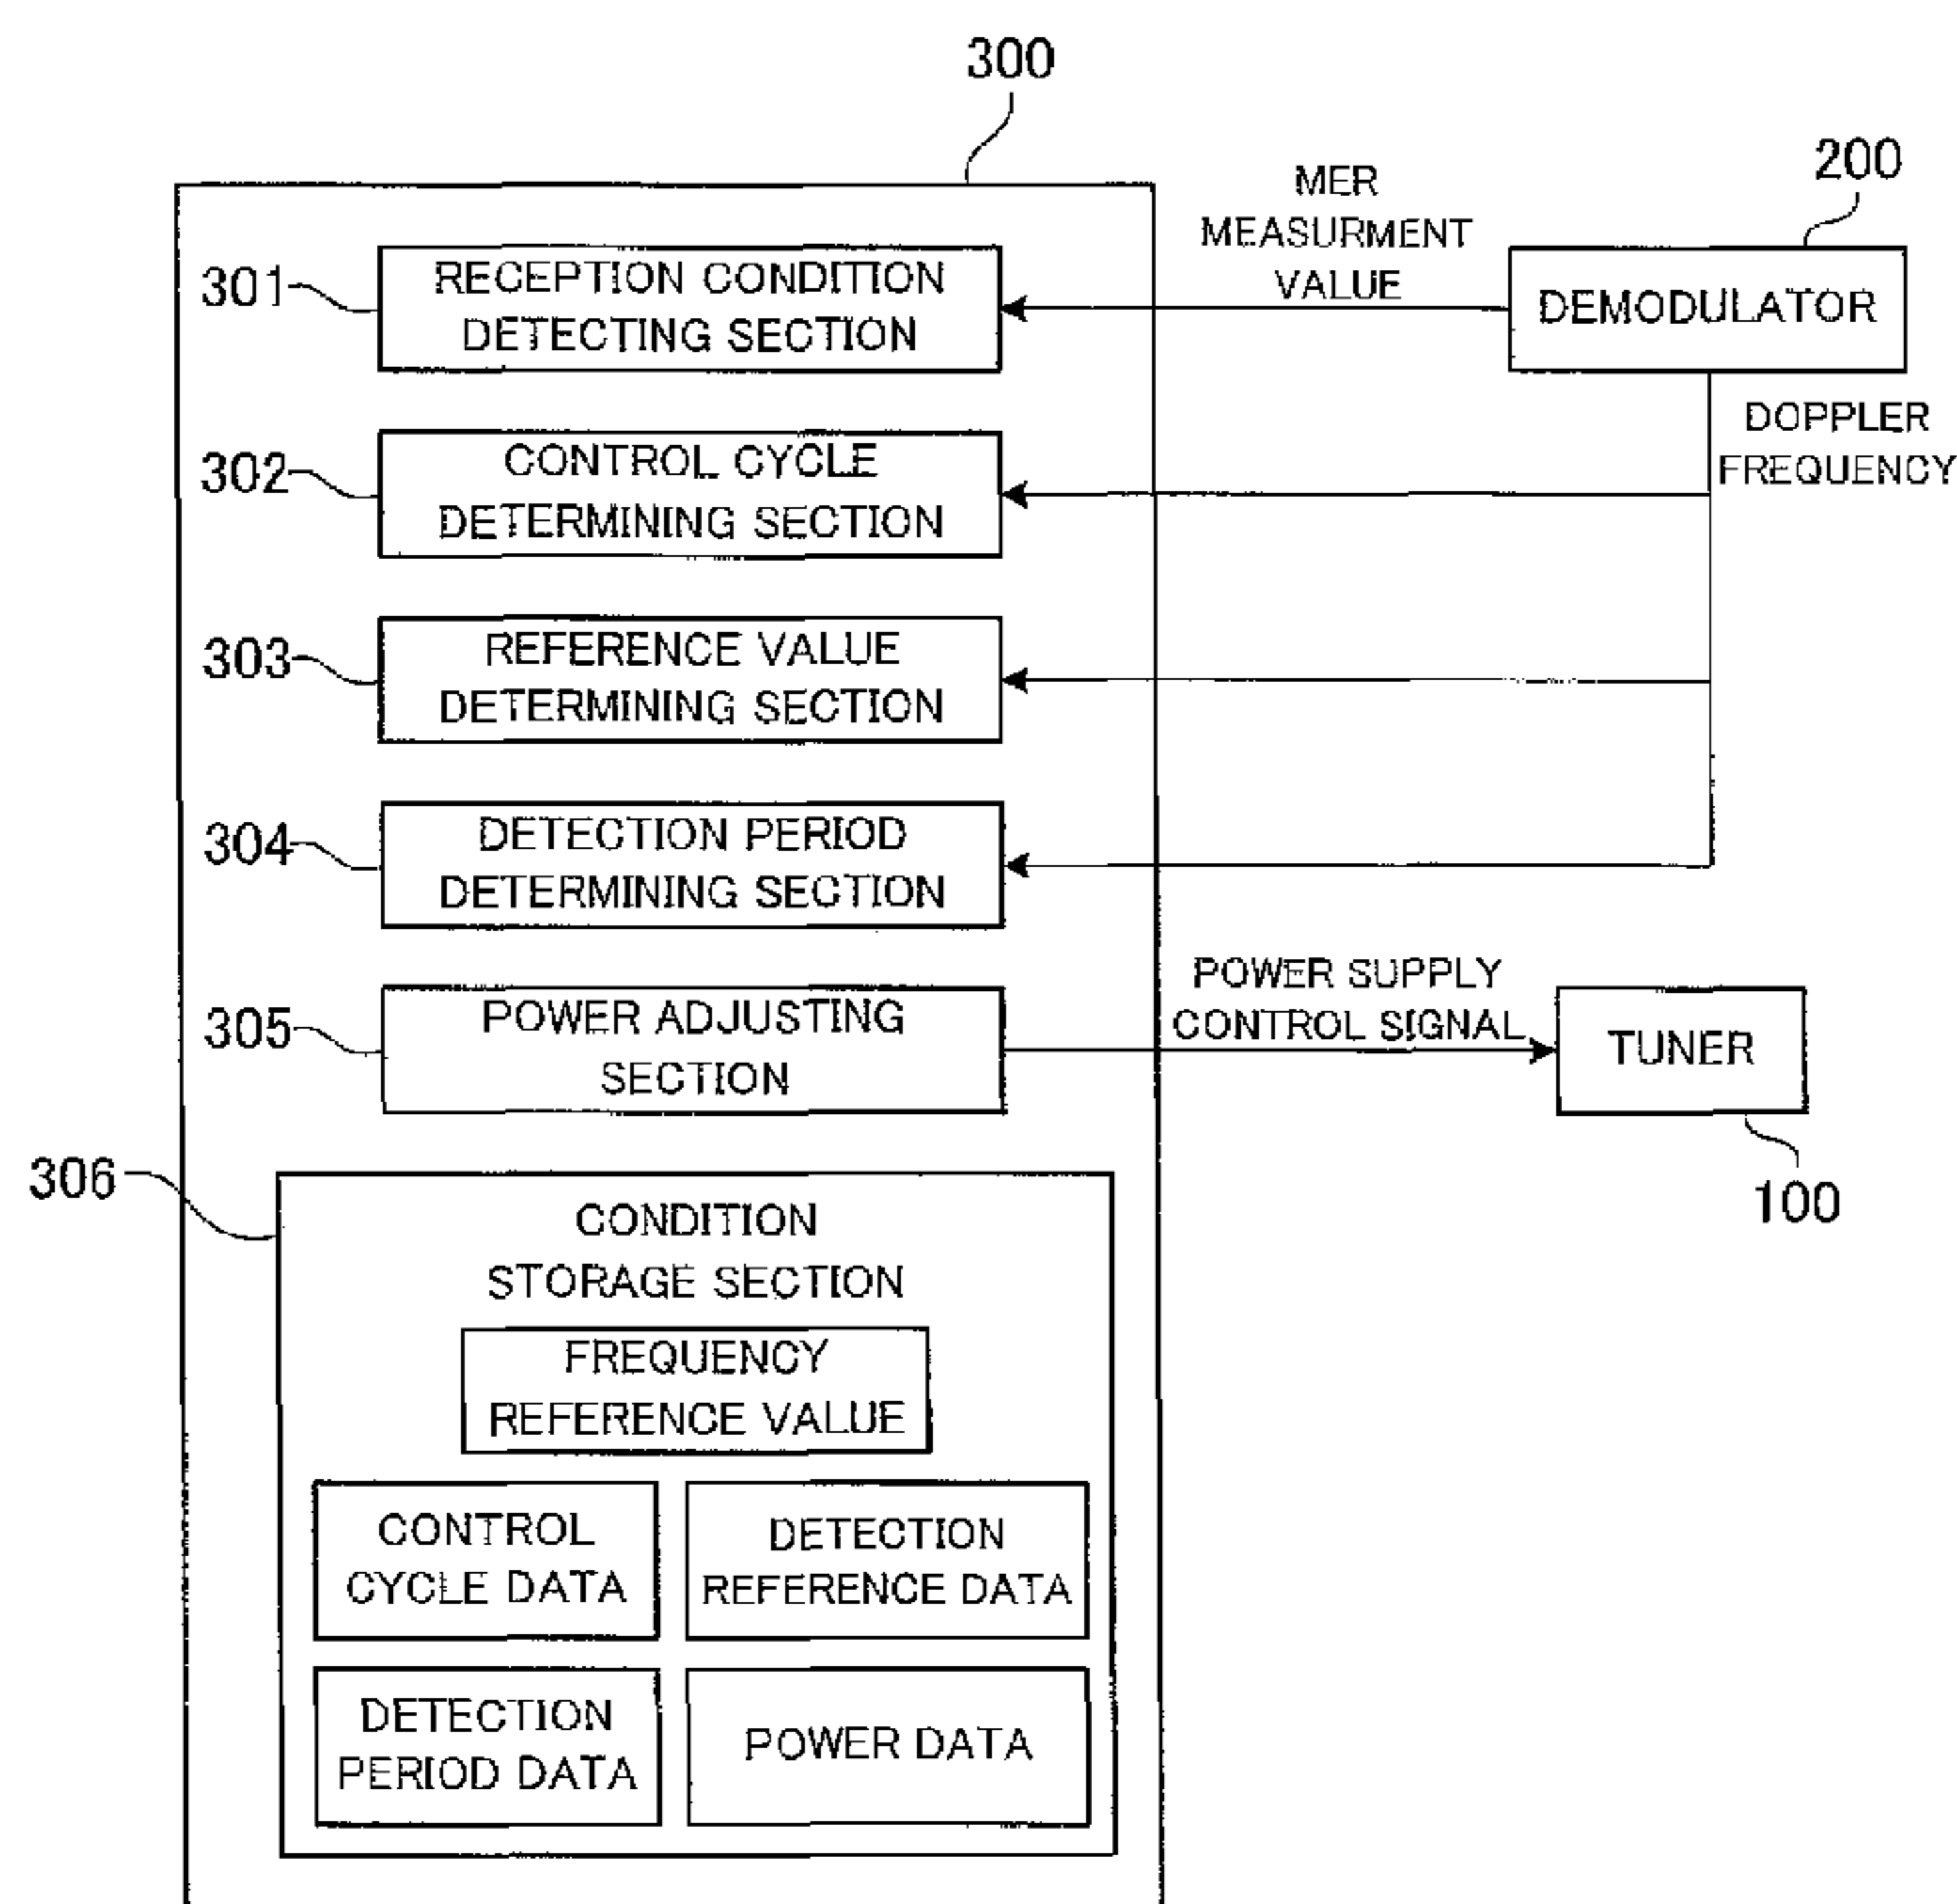 300
MER
MEASURMENT
VALUE
200
301
RECEPTION CONDITION
DETECTING SECTION
DEMODULATOR
302
CONTROL CYCLE
DETERMINING SECTION
DOPPLER
FREQUENCY
303
REFERENCE VALUE
DETERMINING SECTION
304
DETECTION PERIOD
DETERMINING SECTION
305
POWER ADJUSTING
SECTION
POWER SUPPLY
CONTROL SIGNAL
TUNER
100
306
CONDITION
STORAGE SECTION
FREQUENCY
REFERENCE VALUE
CONTROL
CYCLE DATA
DETECTION
REFERENCE DATA
DETECTION
PERIOD DATA
POWER DATA